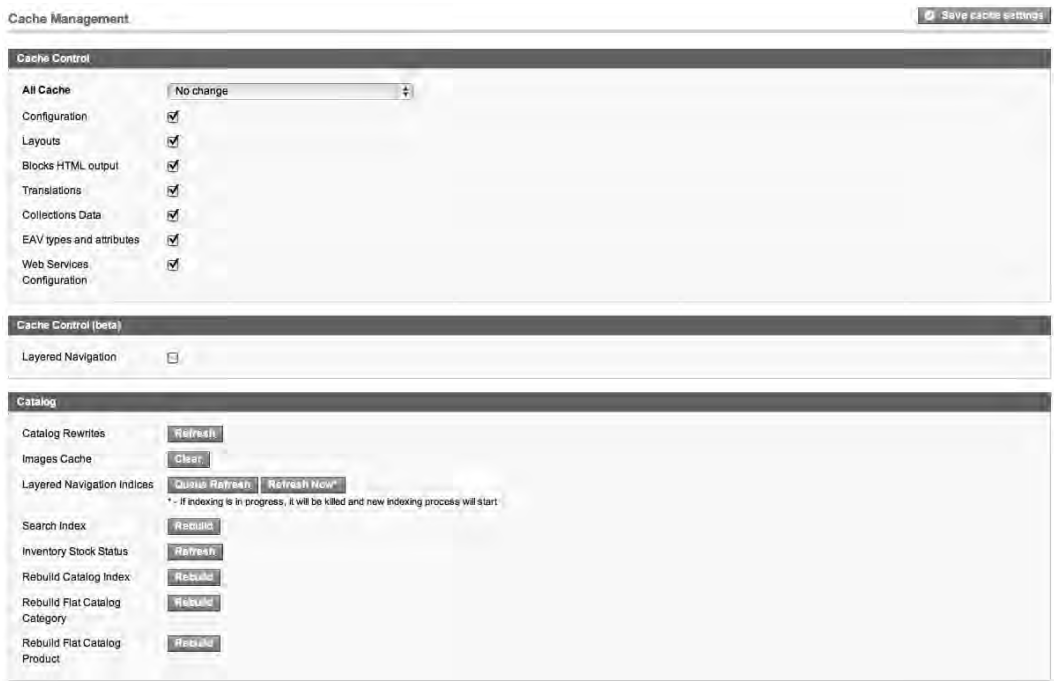 Cache Management
Save cache settings
Cache Control
All Cache No change
Configuration
Layouts
Blocks HTML output
Translations
Collections Data
EAV types and attributes
Web Services
Configuration
Cache Control (beta)
Layered Navigation
Catalog
Catalog Rewrites Refresh
Images Cache Clear
Layered Navigation Indices Queue Refresh Refresh Now*
* - If indexing is in progress, it will be killed and new indexing process will start
Search Index Rebuild
Inventory Stock Status Refresh
Rebuild Catalog Index Rebuild
Rebuild Flat Catalog Rebuild
Category
Rebuild Flat Catalog Rebuild
Product